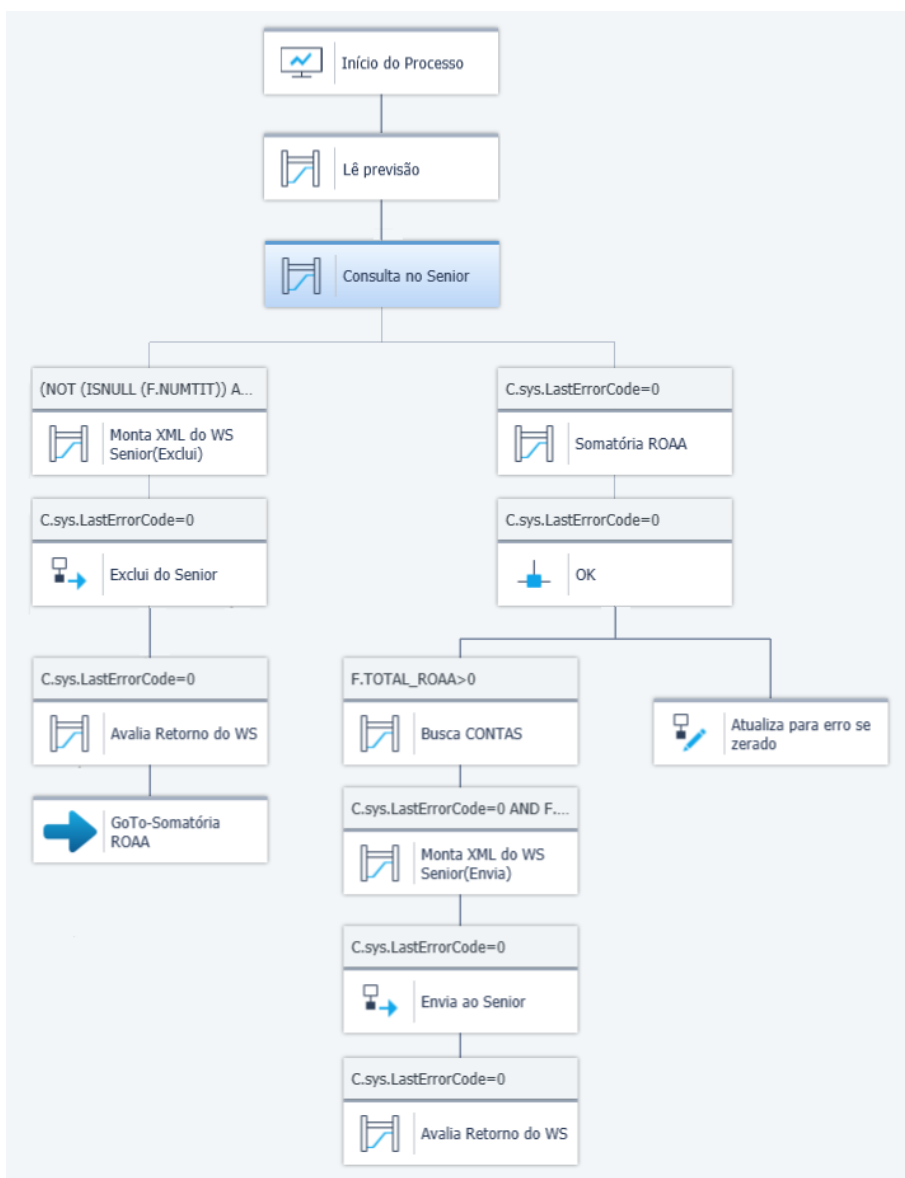 Início do Processo
Lê previsão
Consulta no Senior
(NOT (ISNULL (F.NUMTIT)) A...
Monta XML do WS
Senior(Exclui)
C.sys.LastErrorCode=0
Exclui do Senior
C.sys.LastErrorCode=0
Avalia Retorno do WS
GoTo-Somatória
ROAA
C.sys.LastErrorCode=0
Somatória ROAA
C.sys.LastErrorCode=0
OK
F.TOTAL_ROAA>0
Busca CONTAS
C.sys.LastErrorCode=0 AND F....
Monta XML do WS
Senior(Envia)
C.sys.LastErrorCode=0
Envia ao Senior
C.sys.LastErrorCode=0
Avalia Retorno do WS
Atualiza para erro se
zerado